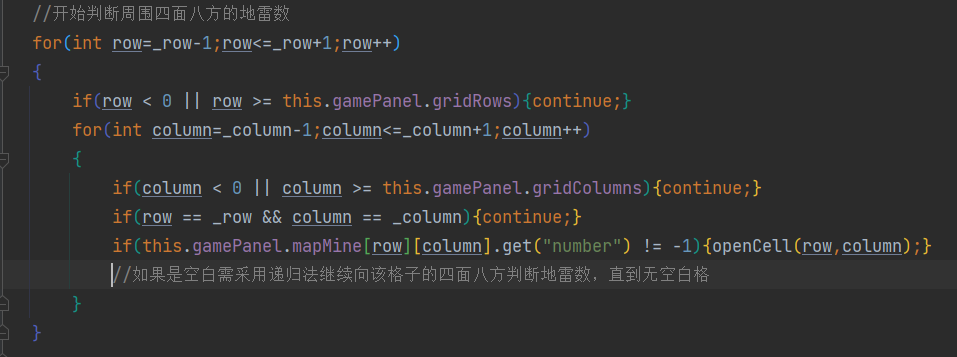 //开始判断周围四面八方的地雷数
for(int row=_row-1;row<=_row+1;row++)
{
if(row < 0 || row >= this.gamePanel.gridRows){continue;}
for(int column=_column-1;column<=_column+1;column++)
{
if(column < 0 || column >= this.gamePanel.gridColumns){continue;}
if(row == _row && column == _column){continue;}
if(this.gamePanel.mapMine[row][column].get("number") != -1){openCell(row,column);}
//如果是空白需采用递归法继续向该格子的四面八方判断地雷数，直到无空白格
}
}